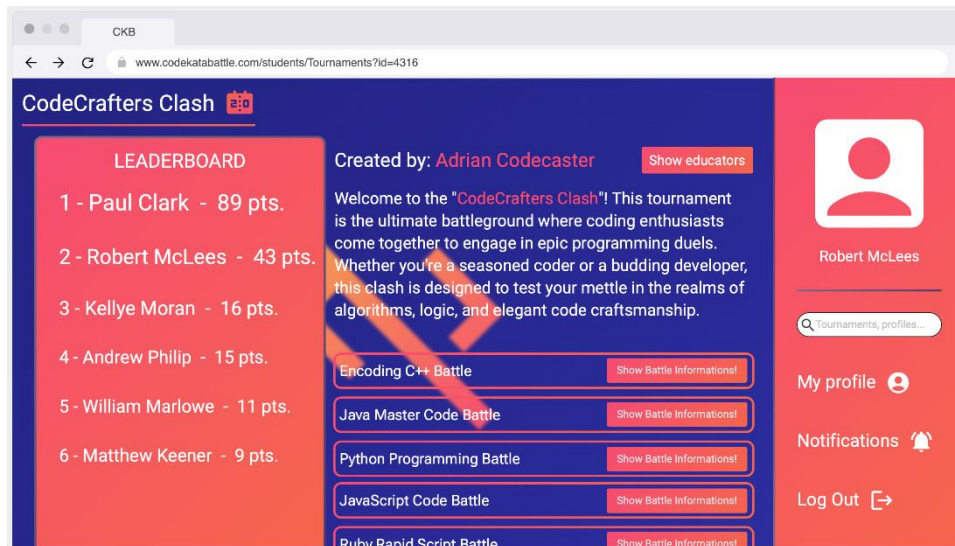 CKB
www.codekatabattle.com/students/Tournaments?id=4316
CodeCrafters Clash
LEADERBOARD
1 - Paul Clark - 89 pts.
2 - Robert McLees - 43 pts.
3 - Kellye Moran - 16 pts.
4 - Andrew Philip - 15 pts.
5 - William Marlowe - 11 pts.
6 - Matthew Keener - 9 pts.
Created by: Adrian Codecaster
Show educators
Welcome to the "CodeCrafters Clash"! This tournament
is the ultimate battleground where coding enthusiasts
come together to engage in epic programming duels.
Whether you're a seasoned coder or a budding developer,
this clash is designed to test your mettle in the realms of
algorithms, logic, and elegant code craftsmanship.
Encoding C++ Battle
Show Battle Informations!
Java Master Code Battle
Show Battle Informations!
Python Programming Battle
Show Battle Informations!
JavaScript Code Battle
Show Battle Informations!
Ruby Rapid Script Battle
Show Battle Informations!
Robert McLees
Tournaments, profiles...
My profile
Notifications
Log Out